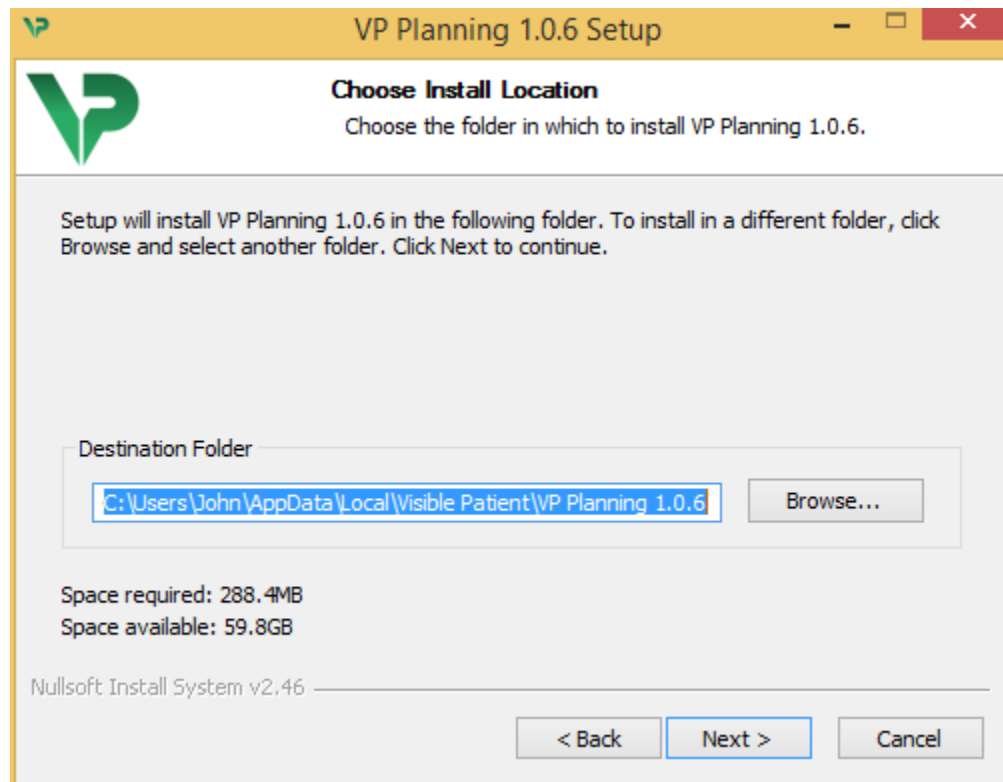 VP Planning 1.0.6 Setup
VP
Choose Install Location
Choose the folder in which to install VP Planning 1.0.6.
Setup will install VP Planning 1.0.6 in the following folder. To install in a different folder, click
Browse and select another folder. Click Next to continue.
Destination Folder
C:\Users\John\AppData\Local\Visible Patient\VP Planning 1.0.6
Browse...
Space required: 288.4MB
Space available: 59.8GB
Nullsoft Install System v2.46
< Back
Next >
Cancel